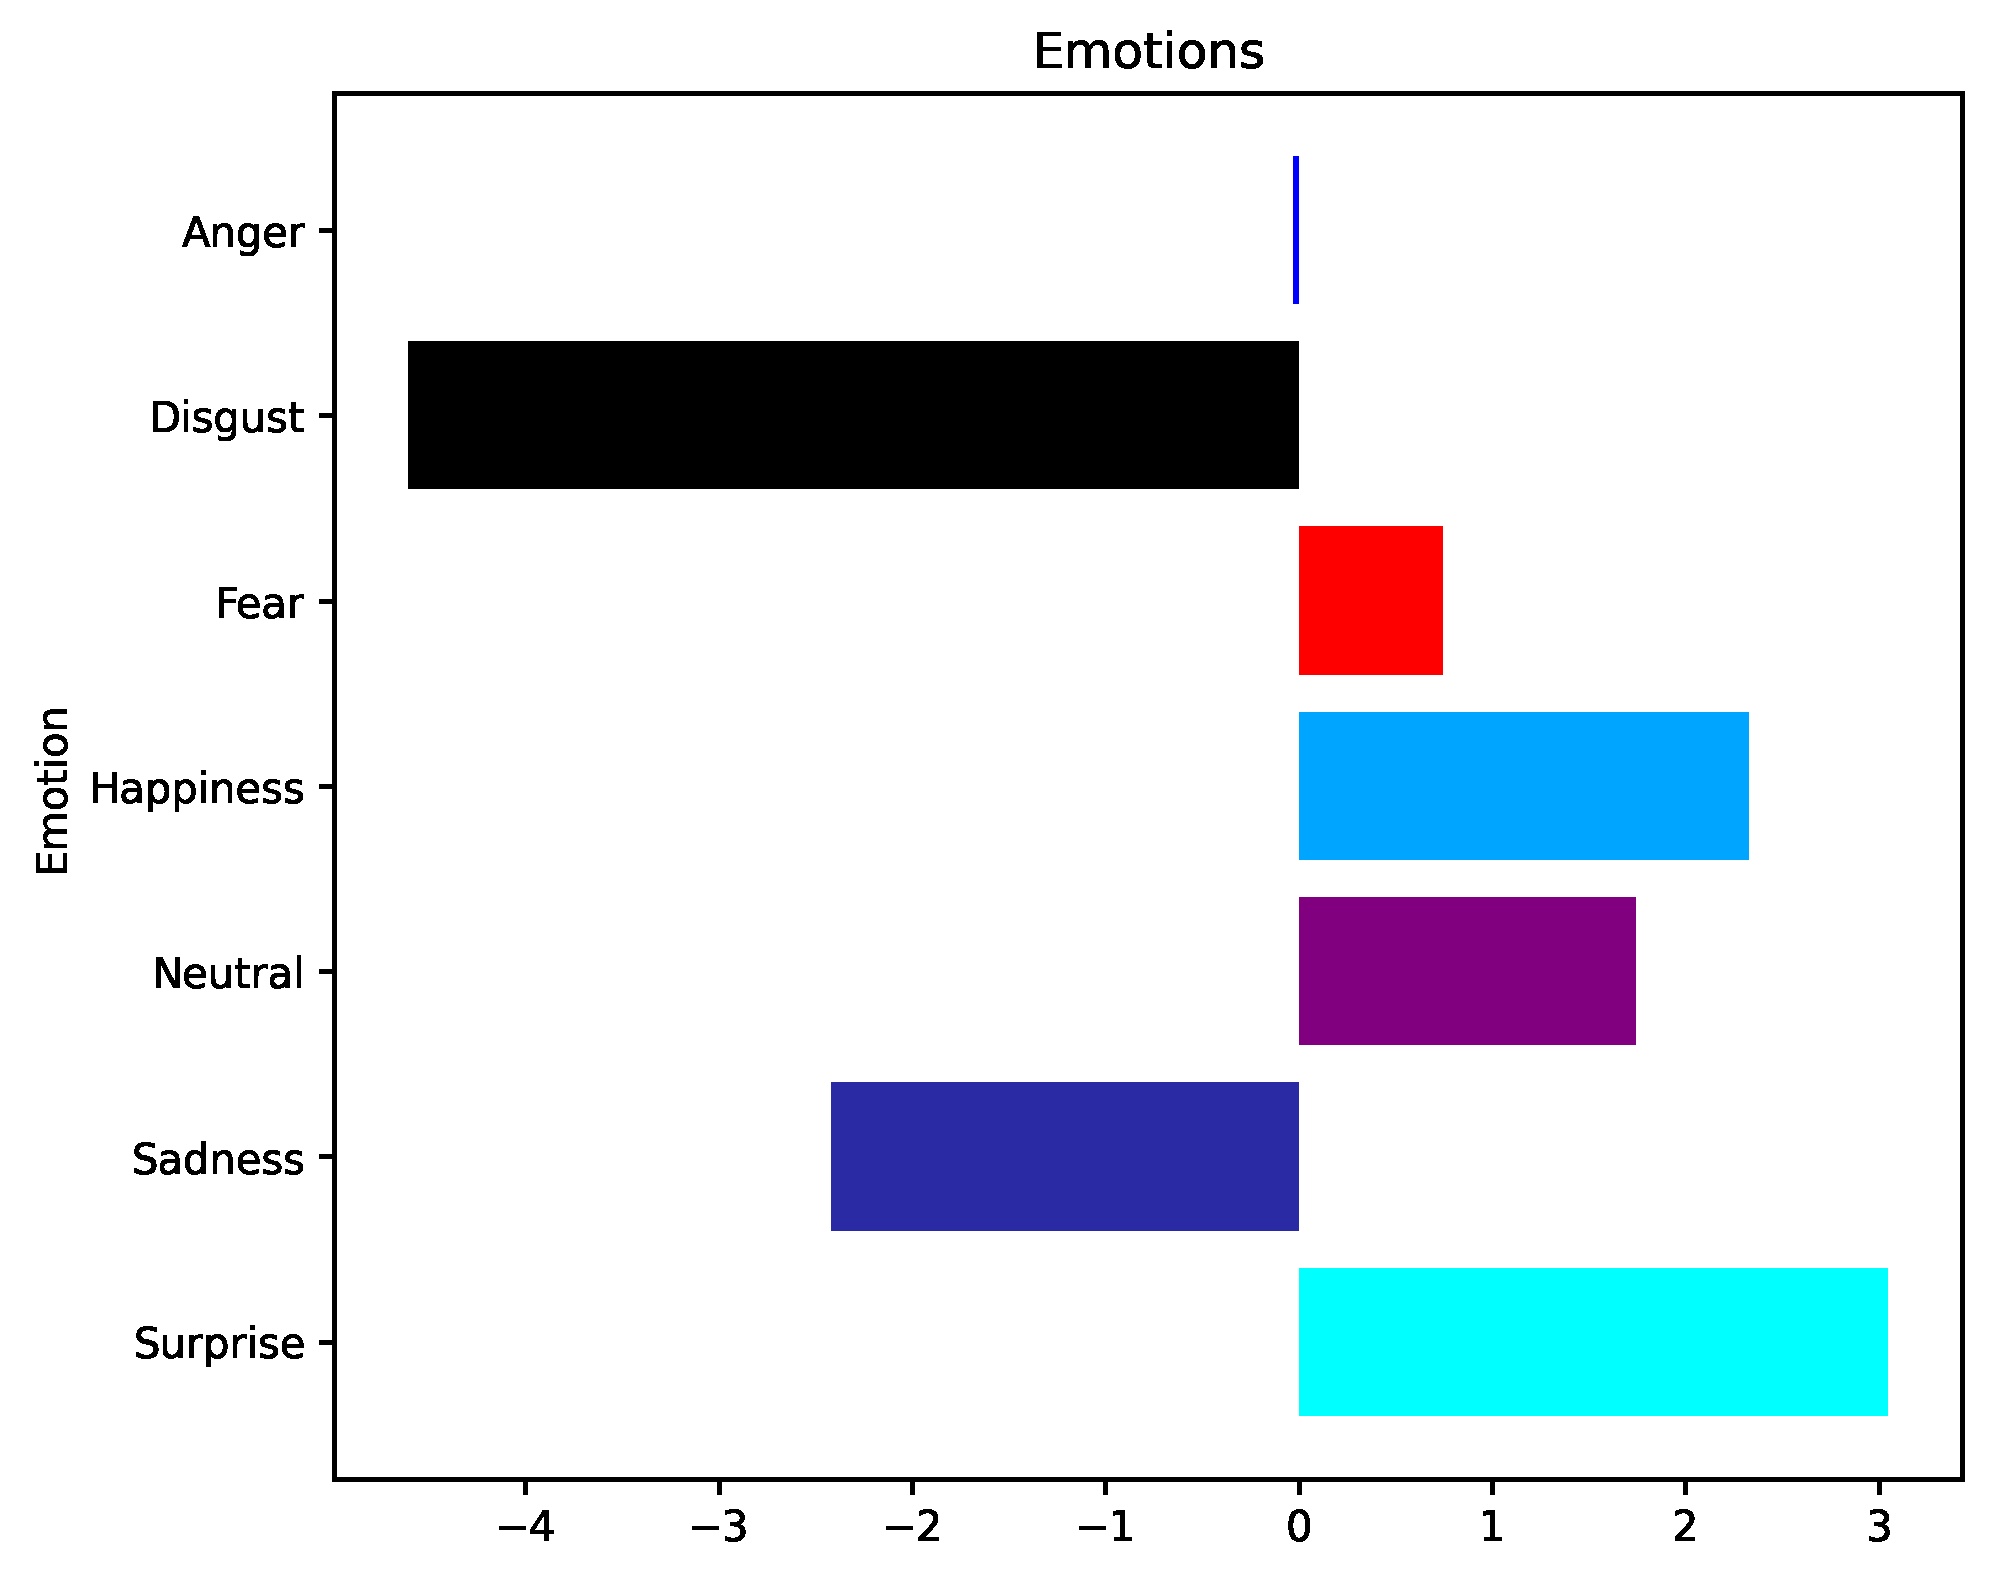 Emotions
Emotion
Anger
Disgust
Fear
Happiness
Neutral
Sadness
Surprise
−4 −3 −2 −1 0 1 2 3